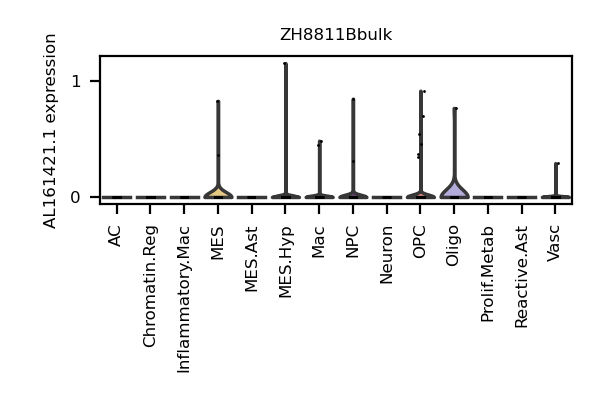 ZH8811Bbulk
AL161421.1 expression
1
0
AC
Chromatin.Reg
Inflammatory.Mac
MES
MES.Ast
MES.Hyp
Mac
NPC
Neuron
OPC
Oligo
Prolif.Metab
Reactive.Ast
Vasc